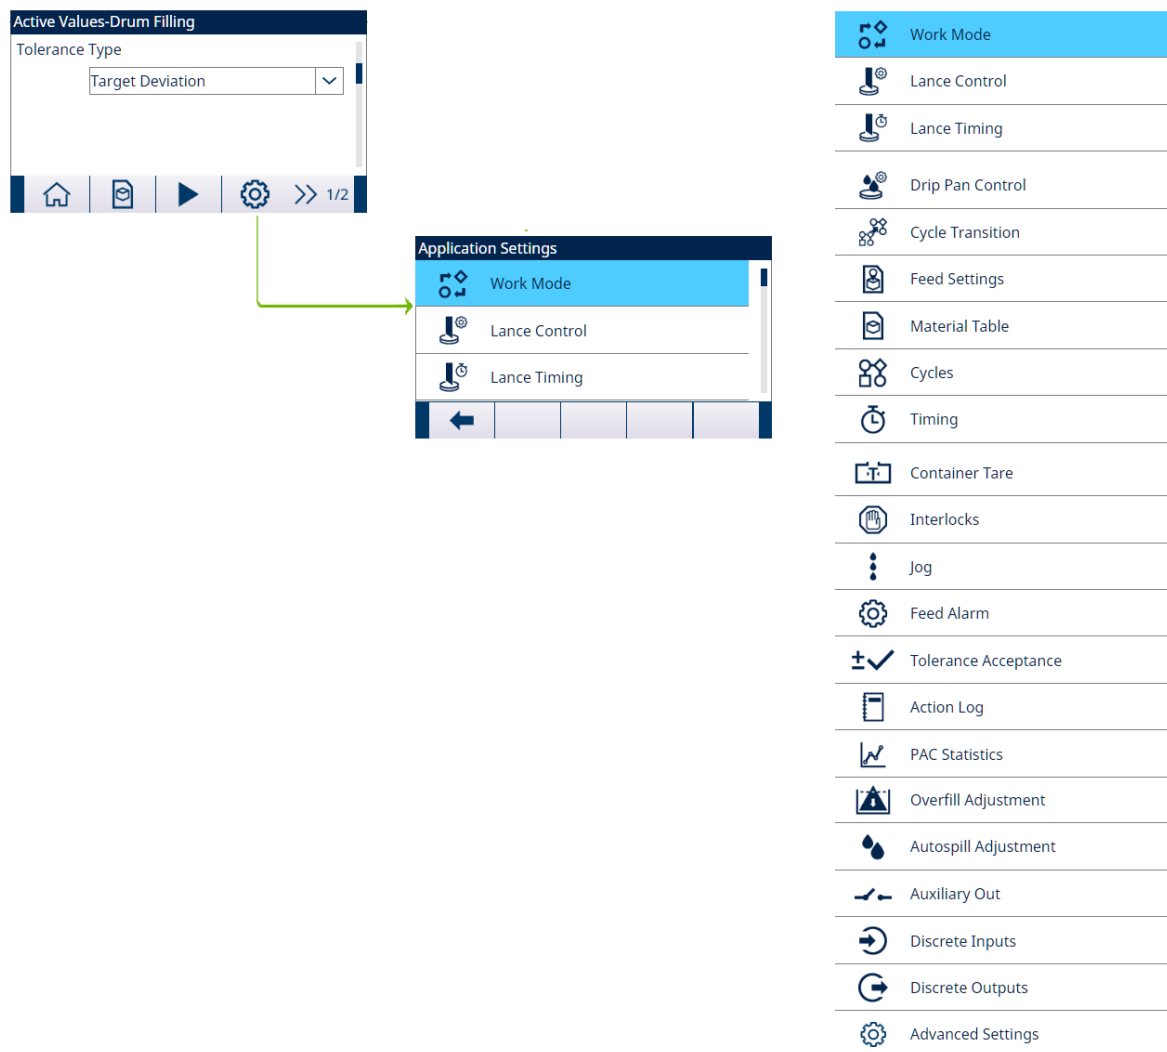 Active Values-Drum Filling
Tolerance Type
Target Deviation
1/2
Application Settings
Work Mode
Lance Control
Lance Timing
Work Mode
Lance Control
Lance Timing
Drip Pan Control
Cycle Transition
Feed Settings
Material Table
Cycles
Timing
T
Container Tare
Interlocks
Jog
Feed Alarm
Tolerance Acceptance
Action Log
PAC Statistics
Overfill Adjustment
Autospill Adjustment
Auxiliary Out
Discrete Inputs
Discrete Outputs
Advanced Settings